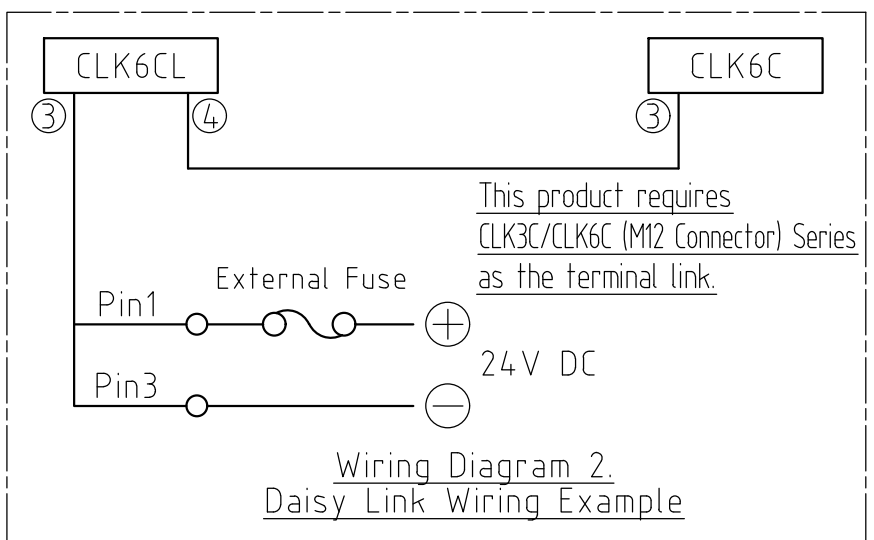 CLK6CL
CLK6C
③
④
③
This product requires
CLK3C/CLK6C (M12 Connector) Series
as the terminal link.
External Fuse
Pin1
+
24V DC
Pin3
−
Wiring Diagram 2.
Daisy Link Wiring Example